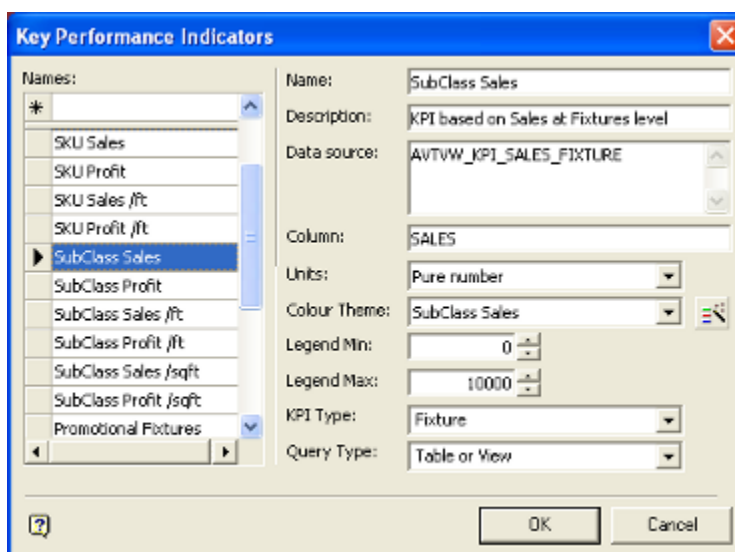 Key Performance Indicators
Names:
*
SKU Sales
SKU Profit
SKU Sales /ft
SKU Profit /ft
SubClass Sales
SubClass Profit
SubClass Sales /ft
SubClass Profit /ft
SubClass Sales /sqft
SubClass Profit /sqft
Promotional Fixtures
Name: SubClass Sales
Description: KPI based on Sales at Fixtures level
Data source: AVTVW_KPI_SALES_FIXTURE
Column: SALES
Units: Pure number
Colour Theme: SubClass Sales
Legend Min: 0
Legend Max: 10000
KPI Type: Fixture
Query Type: Table or View
? OK Cancel